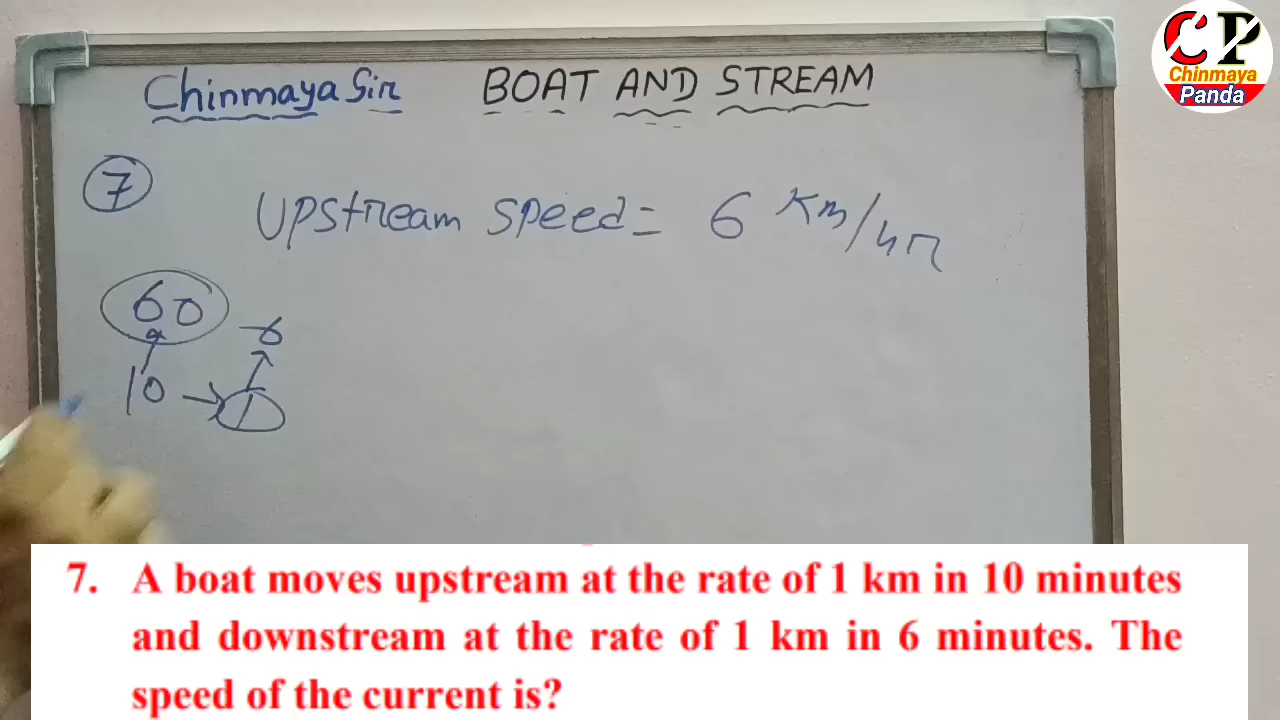 CP
Chinmaya
Panda
Chinmaya Sir BOAT AND STREAM
7
Upstream speed = 6 Km/hr
60
6
10 → 1
7. A boat moves upstream at the rate of 1 km in 10 minutes
and downstream at the rate of 1 km in 6 minutes. The
speed of the current is?